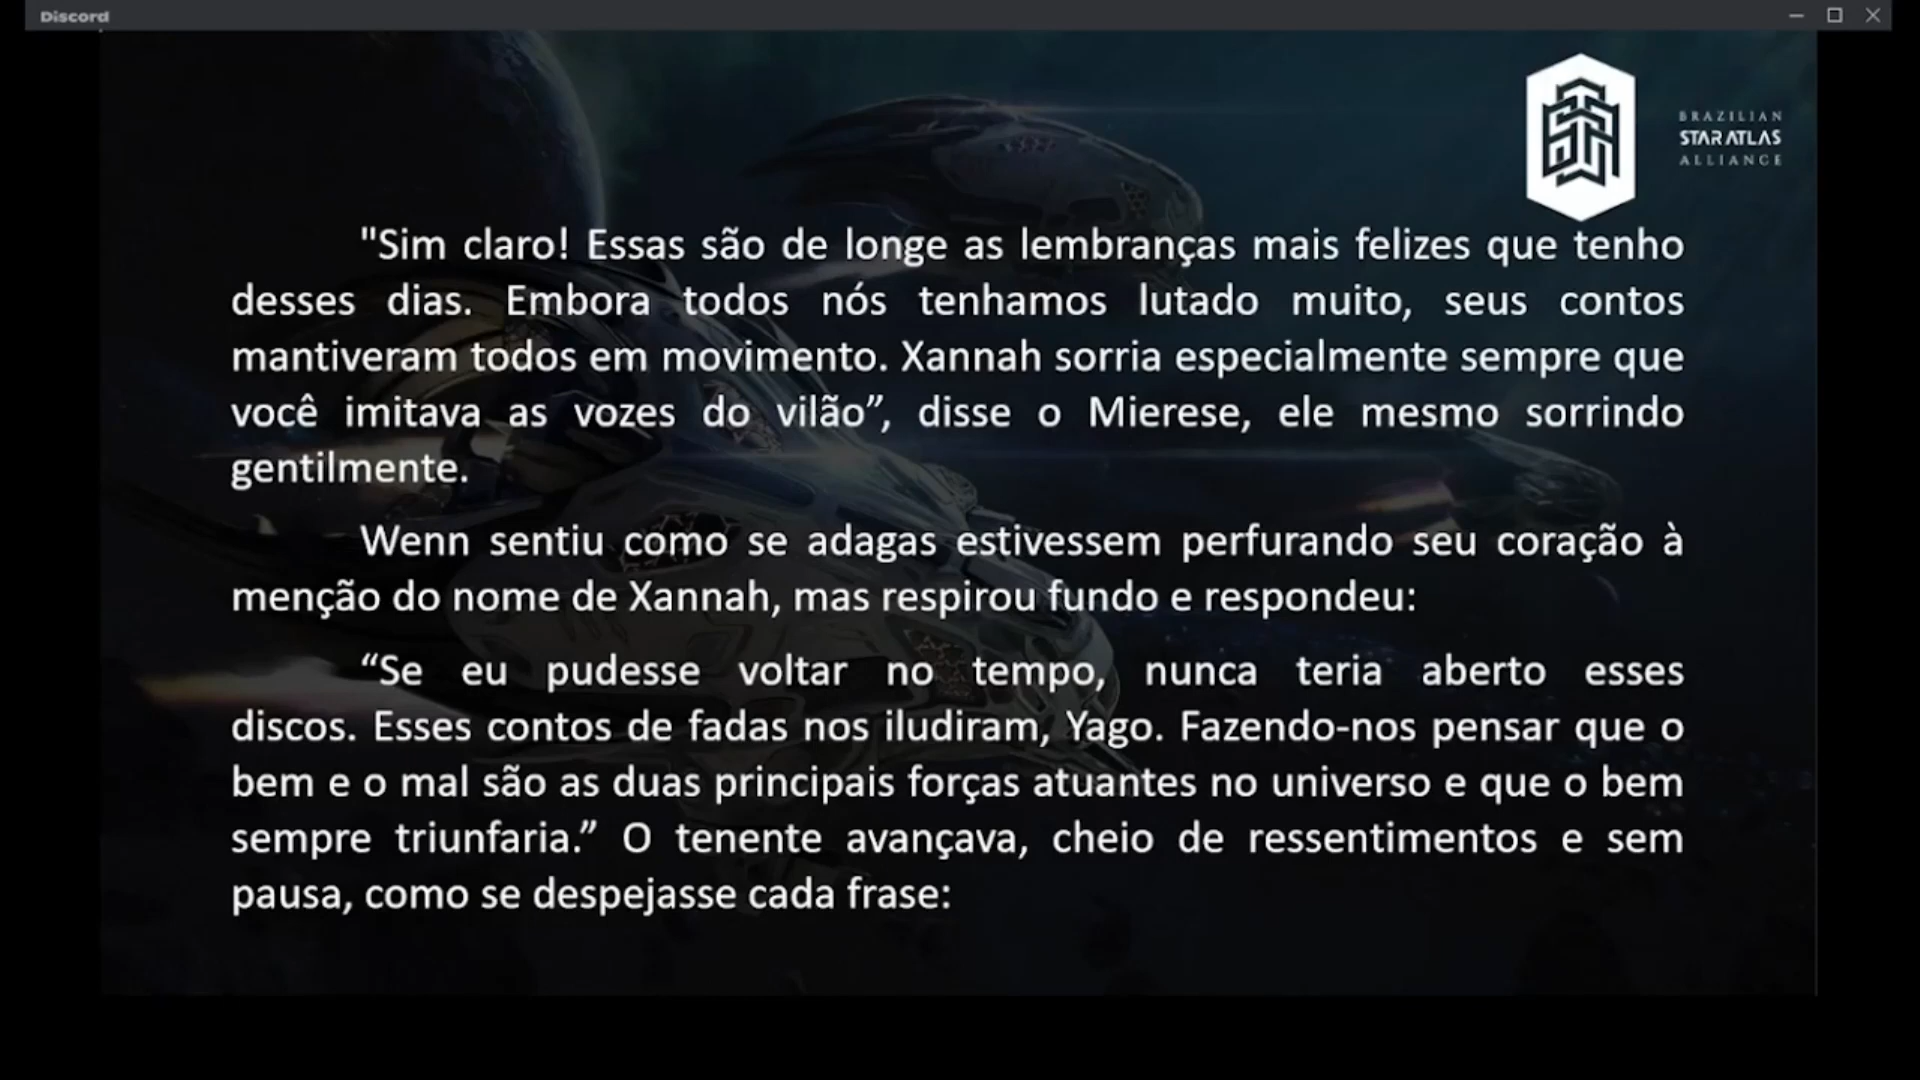 Discord
BRAZILIAN
STAR ATLAS
ALLIANCE
"Sim claro! Essas são de longe as lembranças mais felizes que tenho
desses dias. Embora todos nós tenhamos lutado muito, seus contos
mantiveram todos em movimento. Xannah sorria especialmente sempre que
você imitava as vozes do vilão”, disse o Mierese, ele mesmo sorrindo
gentilmente.
Wenn sentiu como se adagas estivessem perfurando seu coração à
menção do nome de Xannah, mas respirou fundo e respondeu:
“Se eu pudesse voltar no tempo, nunca teria aberto esses
discos. Esses contos de fadas nos iludiram, Yago. Fazendo-nos pensar que o
bem e o mal são as duas principais forças atuantes no universo e que o bem
sempre triunfaria.” O tenente avançava, cheio de ressentimentos e sem
pausa, como se despejasse cada frase: